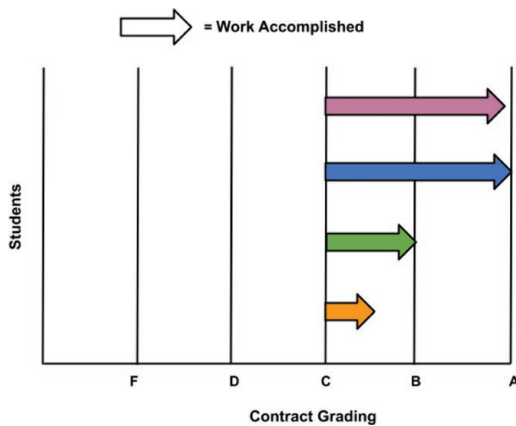 = Work Accomplished
Students
F D C B A
Contract Grading